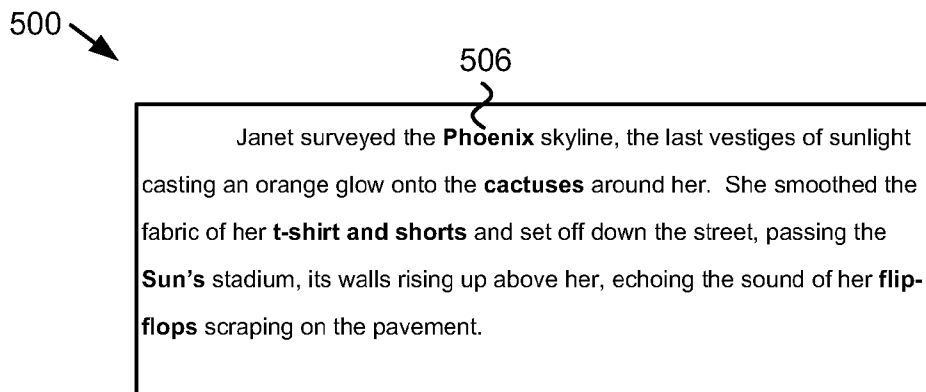 500
506
Janet surveyed the Phoenix skyline, the last vestiges of sunlight
casting an orange glow onto the cactuses around her.  She smoothed the
fabric of her t-shirt and shorts and set off down the street, passing the
Sun's stadium, its walls rising up above her, echoing the sound of her flip-
flops scraping on the pavement.